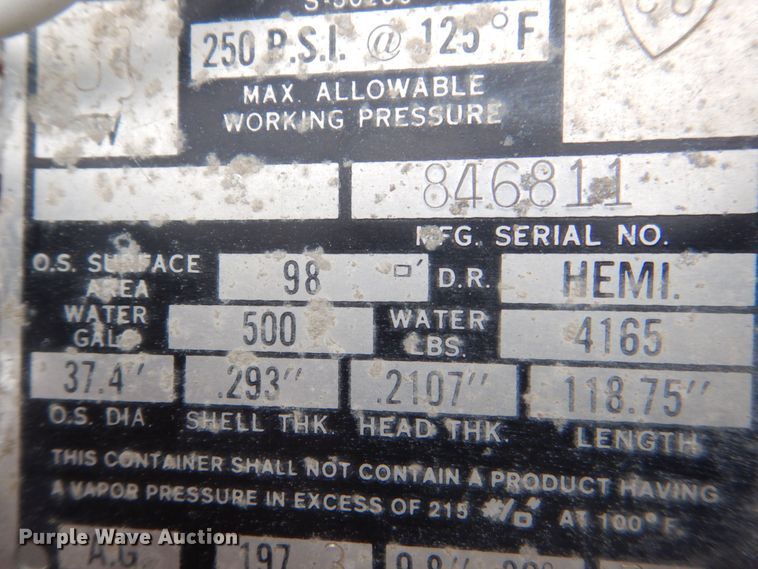 250 P.S.I. @ 125°F
MAX. ALLOWABLE
WORKING PRESSURE
846811
MFG. SERIAL NO.
O.S. SURFACE AREA 98 □' D.R. HEMI.
WATER GALS. 500 WATER LBS. 4165
37.4" .293" .2107" 118.75"
O.S. DIA. SHELL THK. HEAD THK. LENGTH
THIS CONTAINER SHALL NOT CONTAIN A PRODUCT HAVING
A VAPOR PRESSURE IN EXCESS OF 215 #/□" AT 100°F.
A.G. 197
Purple Wave Auction